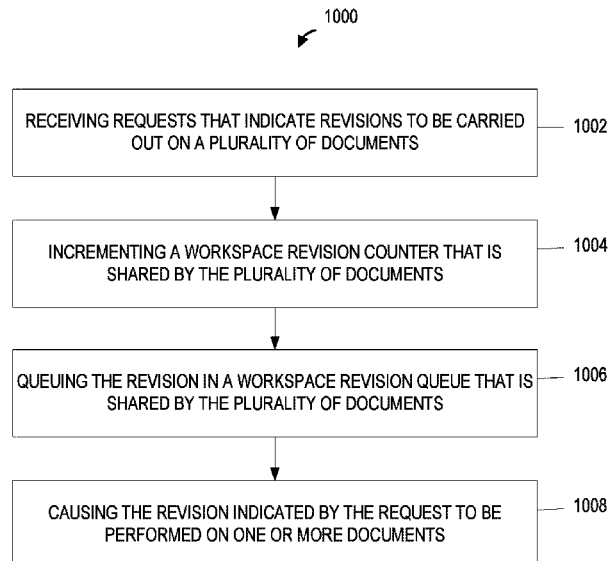 1000
RECEIVING REQUESTS THAT INDICATE REVISIONS TO BE CARRIED
OUT ON A PLURALITY OF DOCUMENTS
1002
INCREMENTING A WORKSPACE REVISION COUNTER THAT IS
SHARED BY THE PLURALITY OF DOCUMENTS
1004
QUEUING THE REVISION IN A WORKSPACE REVISION QUEUE THAT IS
SHARED BY THE PLURALITY OF DOCUMENTS
1006
CAUSING THE REVISION INDICATED BY THE REQUEST TO BE
PERFORMED ON ONE OR MORE DOCUMENTS
1008